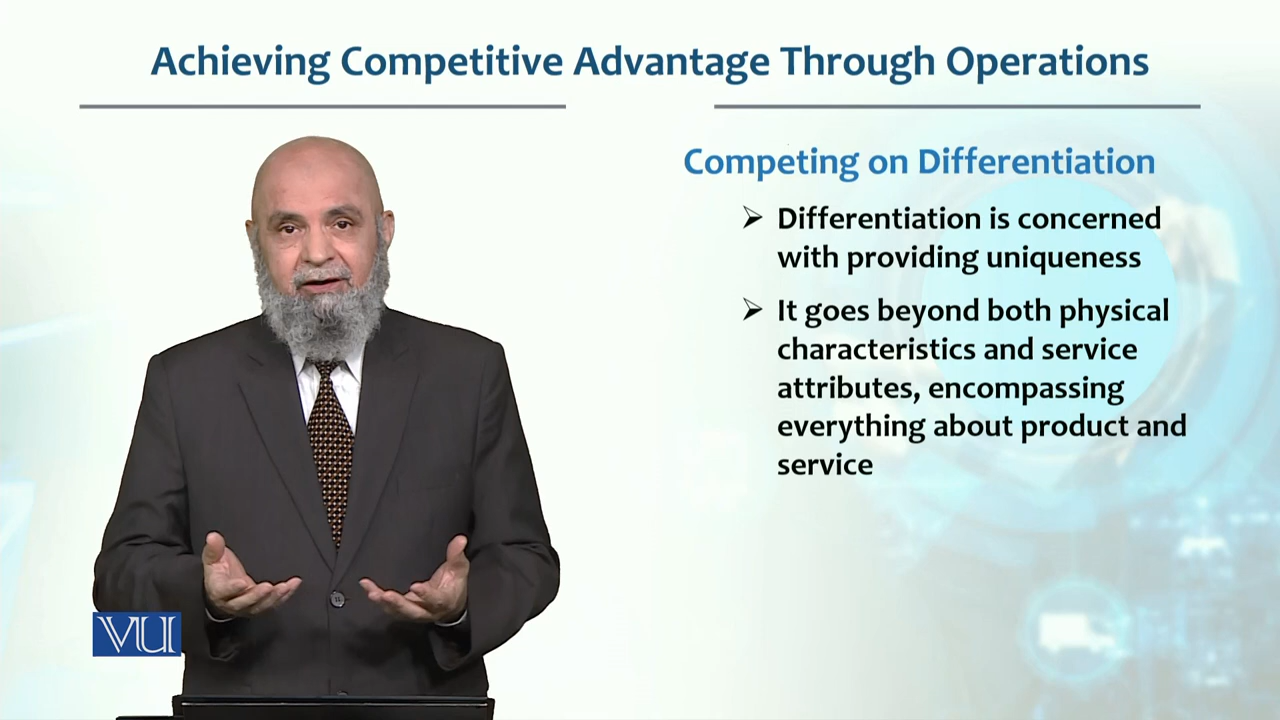 Achieving Competitive Advantage Through Operations
Competing on Differentiation
Differentiation is concerned
with providing uniqueness
It goes beyond both physical
characteristics and service
attributes, encompassing
everything about product and
service
VU